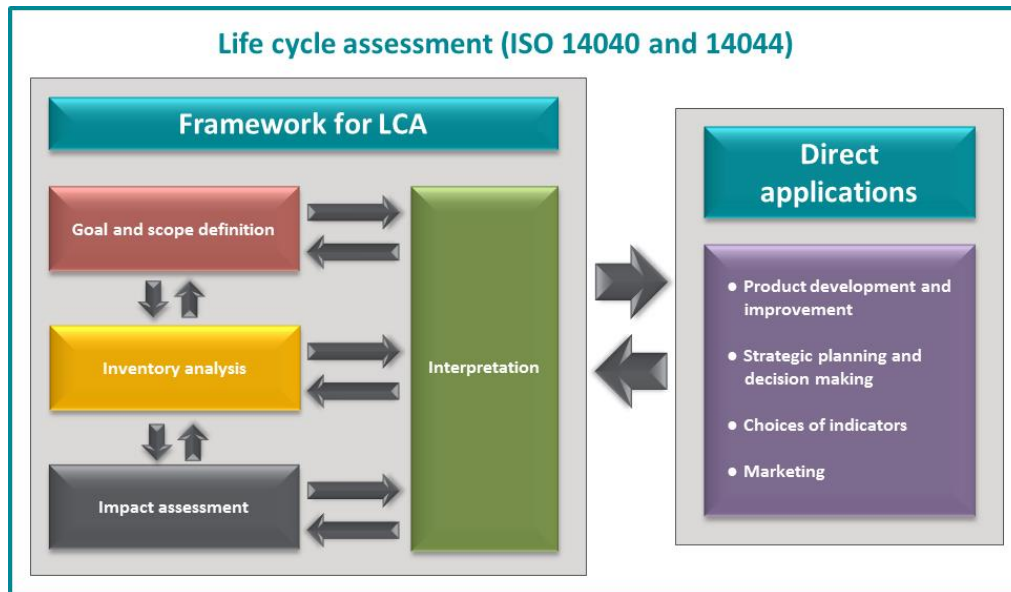 Life cycle assessment (ISO 14040 and 14044)
Framework for LCA
Goal and scope definition
Inventory analysis
Impact assessment
Interpretation
Direct
applications
● Product development and
improvement
● Strategic planning and
decision making
● Choices of indicators
● Marketing